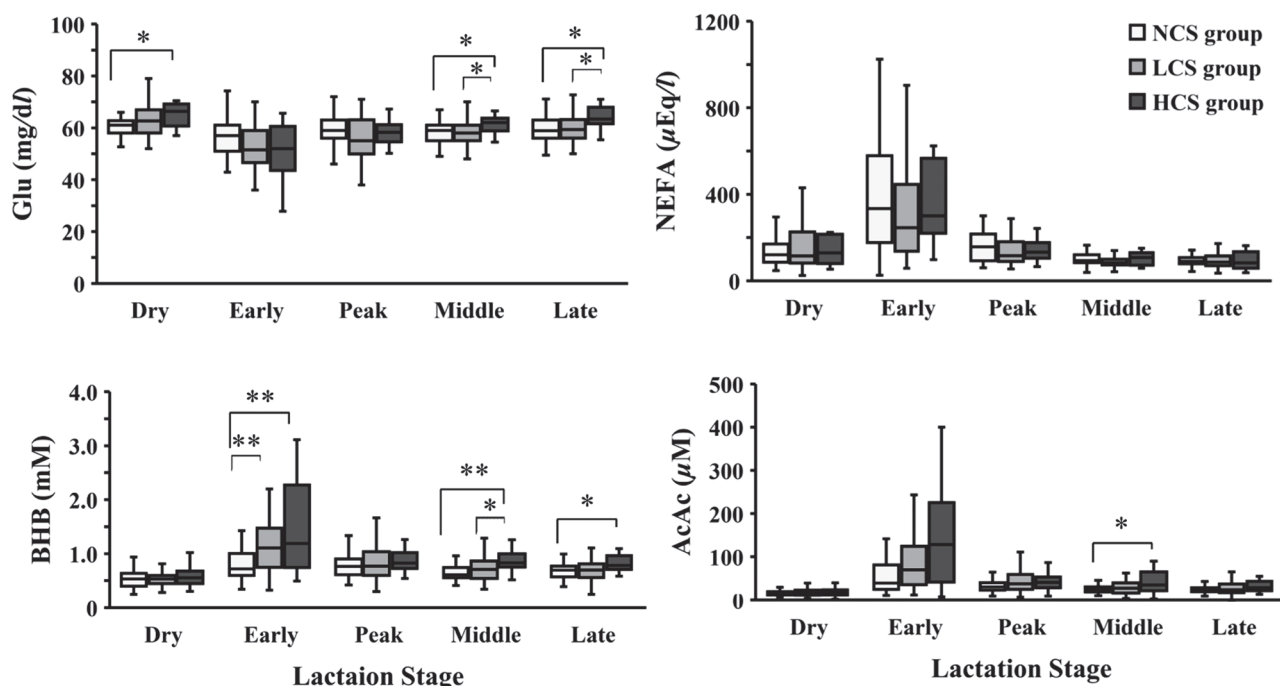 Glu (mg/dl)
100
80
60
40
20
0
*
*
*
*
*
Dry Early Peak Middle Late
NEFA (µEq/l)
1200
800
400
0
NCS group
LCS group
HCS group
Dry Early Peak Middle Late
BHB (mM)
4.0
3.0
2.0
1.0
0
**
**
**
*
*
Dry Early Peak Middle Late
Lactaion Stage
AcAc (µM)
500
400
300
200
100
0
*
Dry Early Peak Middle Late
Lactation Stage